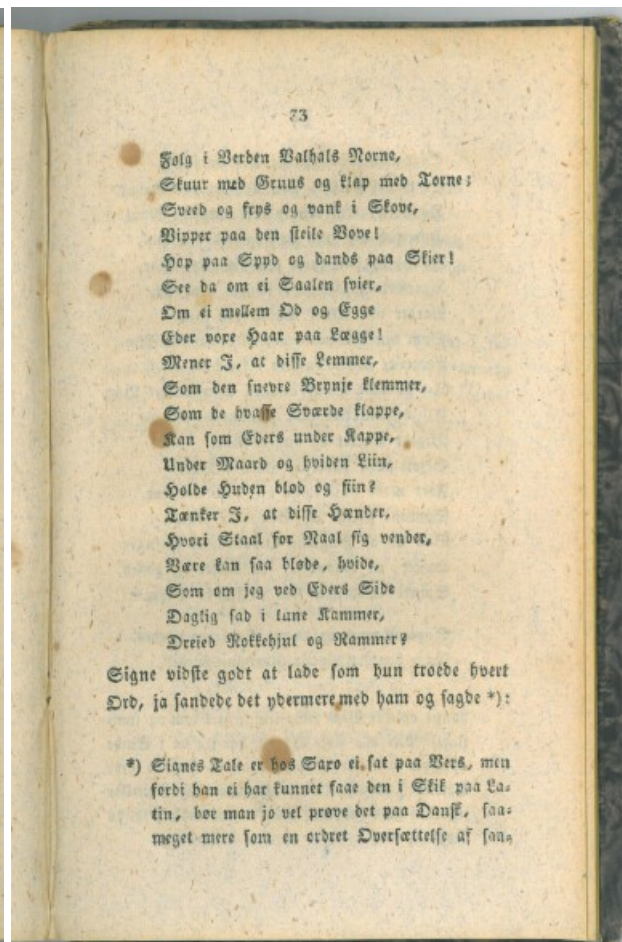 73
Følg i Verden Valhals Norne,
Skuur med Gruus og klap med Torne;
Sveed og frys og vank i Skove,
Vipper paa den steile Vove!
Hop paa Spyd og dands paa Skier!
See da om ei Saalen svier,
Om ei mellem Od og Egge
Eder voxe Haar paa Lægge!
Mener I, at disse Lemmer,
Som den snevre Brynje klemmer,
Som de hvasse Sværde klappe,
Kan som Eders under Kappe,
Under Maard og hviden Liin,
Holde Huden blød og fiin?
Tænker I, at disse Hænder,
Hvori Staal for Naal sig vender,
Være kan saa bløde, hvide,
Som om jeg ved Eders Side
Daglig sad i lune Kammer,
Dreied Rokkehjul og Rammer?
Signe vidste godt at lade som hun troede hvert
Ord, ja sandede det ydermere med ham og sagde *):
*) Signes Tale er hos Saxo ei sat paa Vers, men
fordi han ei har kunnet faae den i Skik paa La-
tin, bør man jo vel prøve det paa Dansk, saa-
meget mere som en ordret Oversættelse af saa-